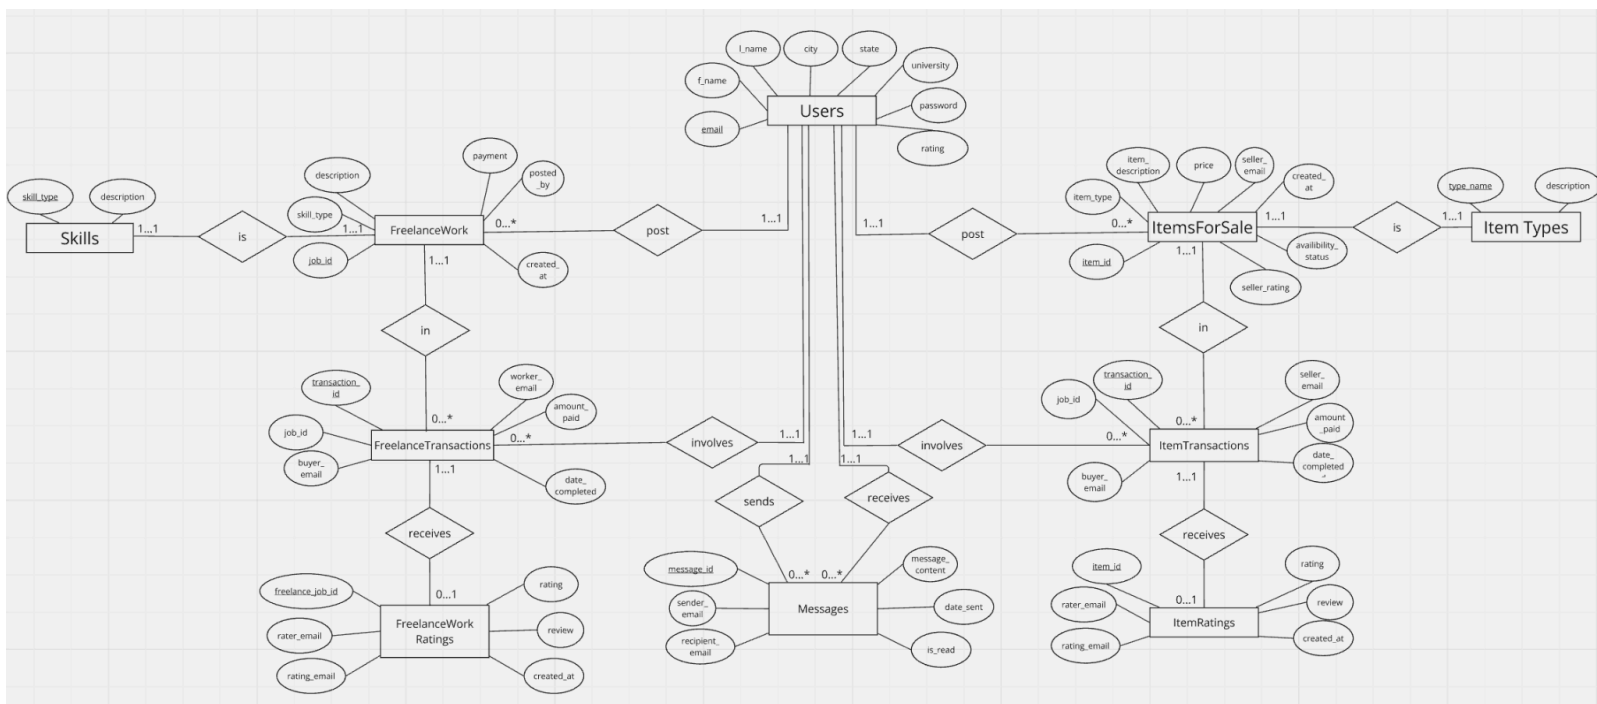 l_name
city
state
university
f_name
Users
password
email
rating
payment
description
posted
_by
skill_type
description
skill_type
0...*
post
1...1
Skills
1...1
is
1...1
FreelanceWork
job_id
1...1
created_
at
item_
description
price
seller_
email
created_
at
item_type
type_name
description
1...1
post
0...*
ItemsForSale
1...1
is
1...1
Item Types
item_id
1...1
availibility_
status
seller_rating
in
in
transaction_
id
worker_
email
amount_
paid
job_id
0...*
FreelanceTransactions
0...*
involves
1...1
buyer_
email
1...1
date_
completed
transaction_
id
seller_
email
job_id
amount
_paid
0...*
1...1
involves
0...*
ItemTransactions
date_
completed
buyer_
email
1...1
1...1
1...1
sends
receives
receives
receives
message_id
0...*
0...*
message_
content
sender_
email
Messages
date_sent
recipient_
email
is_read
freelance_job_id
0...1
rating
rater_email
FreelanceWork
Ratings
review
rating_email
created_at
item_id
rating
0...1
rater_email
ItemRatings
review
rating_email
created_at